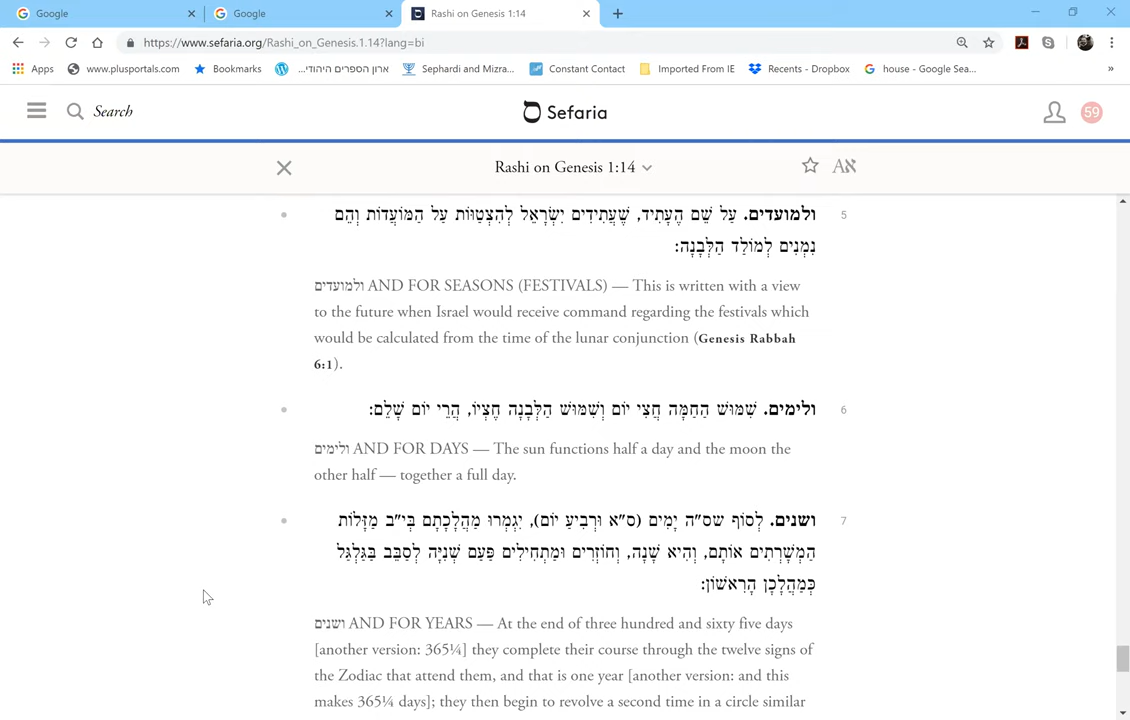 Google
Google
Rashi on Genesis 1:14
https://www.sefaria.org/Rashi_on_Genesis.1.14?lang=bi
Apps www.plusportals.com Bookmarks ארון הספרים היהודי... Sephardi and Mizra... Constant Contact Imported From IE Recents - Dropbox house - Google Sea... »
Search
Sefaria
59
Rashi on Genesis 1:14
אA
5
ולמועדים. עַל שֵׁם הֶעָתִיד, שֶׁעֲתִידִים יִשְׂרָאֵל לְהִצְטַוּוֹת עַל הַמּוֹעֲדוֹת וְהֵם
נִמְנִים לְמוֹלַד הַלְּבָנָה:
ולמועדים AND FOR SEASONS (FESTIVALS) — This is written with a view
to the future when Israel would receive command regarding the festivals which
would be calculated from the time of the lunar conjunction (Genesis Rabbah
6:1).
6
ולימים. שִׁמּוּשׁ הַחַמָּה חֲצִי יוֹם וְשִׁמּוּשׁ הַלְּבָנָה חֶצְיוֹ, הֲרֵי יוֹם שָׁלֵם:
ולימים AND FOR DAYS — The sun functions half a day and the moon the
other half — together a full day.
7
ושנים. לְסוֹף שס"ה יָמִים (ס"א וּרְבִיעַ יוֹם), יִגְמְרוּ מַהֲלָכָתָם בְּי"ב מַזָּלוֹת
הַמְשָׁרְתִים אוֹתָם, וְהִיא שָׁנָה, וְחוֹזְרִים וּמַתְחִילִים פַּעַם שְׁנִיָּה לְסַבֵּב בַּגַּלְגַּל
כְּמַהֲלָכָן הָרִאשׁוֹן:
ושנים AND FOR YEARS — At the end of three hundred and sixty five days
[another version: 365¼] they complete their course through the twelve signs of
the Zodiac that attend them, and that is one year [another version: and this
makes 365¼ days]; they then begin to revolve a second time in a circle similar